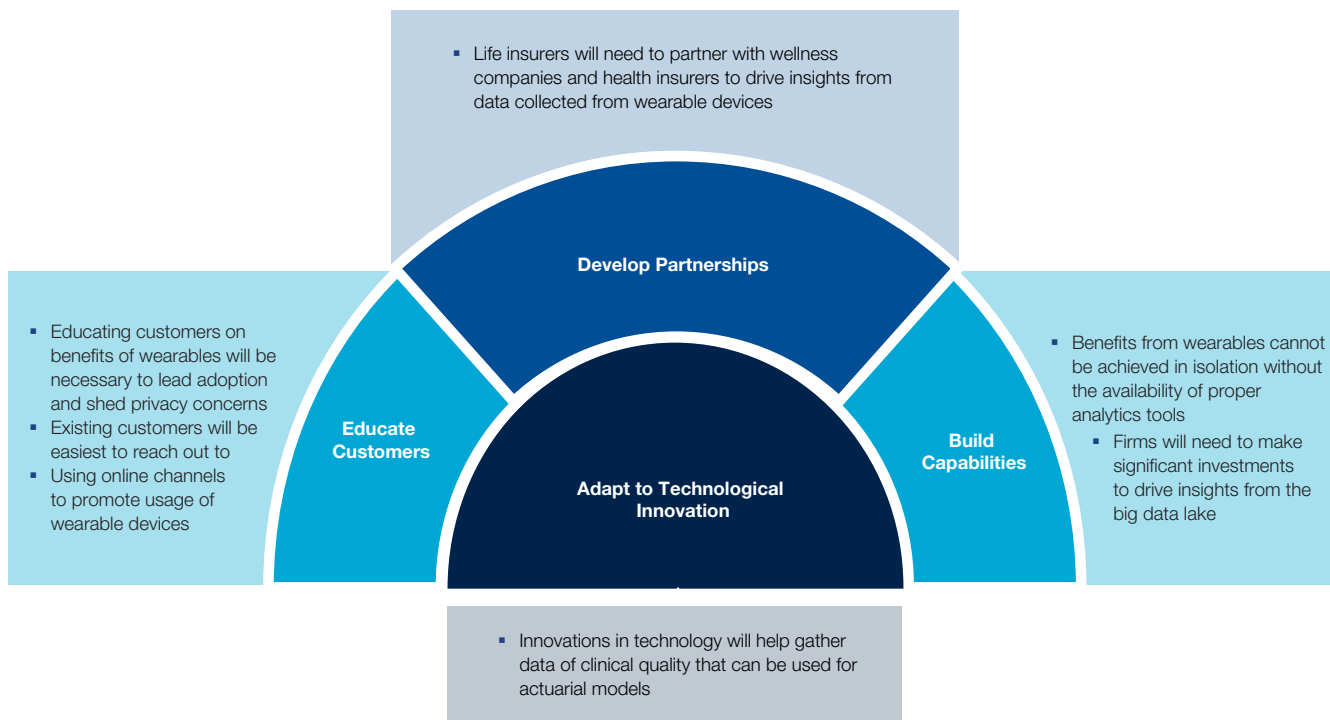 ▪ Life insurers will need to partner with wellness
companies and health insurers to drive insights from
data collected from wearable devices
Develop Partnerships
▪ Educating customers on
benefits of wearables will be
necessary to lead adoption
and shed privacy concerns
▪ Existing customers will be
easiest to reach out to
▪ Using online channels
to promote usage of
wearable devices
Educate
Customers
Adapt to Technological
Innovation
Build
Capabilities
▪ Benefits from wearables cannot
be achieved in isolation without
the availability of proper
analytics tools
▪ Firms will need to make
significant investments
to drive insights from the
big data lake
▪ Innovations in technology will help gather
data of clinical quality that can be used for
actuarial models